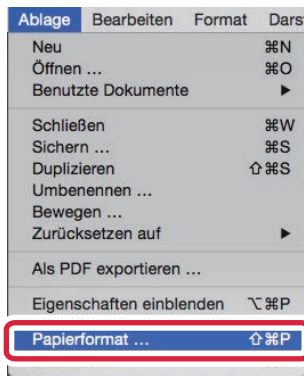 Ablage Bearbeiten Format Dars
Neu ⌘N
Öffnen ... ⌘O
Benutzte Dokumente ▶
Schließen ⌘W
Sichern ... ⌘S
Duplizieren ⇧⌘S
Umbenennen ...
Bewegen ...
Zurücksetzen auf ▶
Als PDF exportieren ...
Eigenschaften einblenden ⌥⌘P
Papierformat ... ⇧⌘P